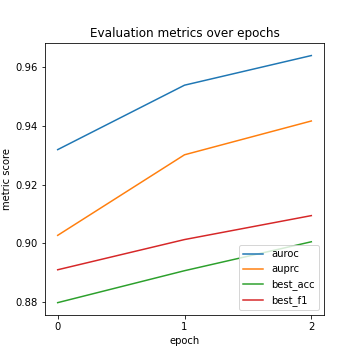 Evaluation metrics over epochs
metric score
0.96
0.94
0.92
0.90
0.88
0
1
2
epoch
auroc
auprc
best_acc
best_f1